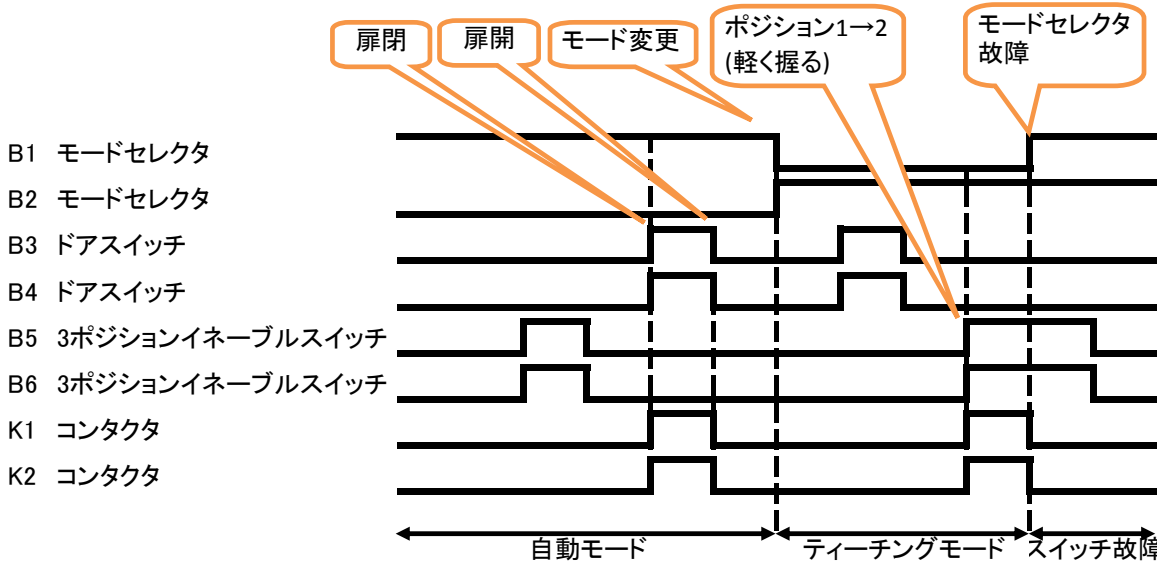 扉閉
扉開
モード変更
ポジション1→2
(軽く握る)
モードセレクタ
故障
B1 モードセレクタ
B2 モードセレクタ
B3 ドアスイッチ
B4 ドアスイッチ
B5 3ポジションイネーブルスイッチ
B6 3ポジションイネーブルスイッチ
K1 コンタクタ
K2 コンタクタ
自動モード
ティーチングモード
スイッチ故障